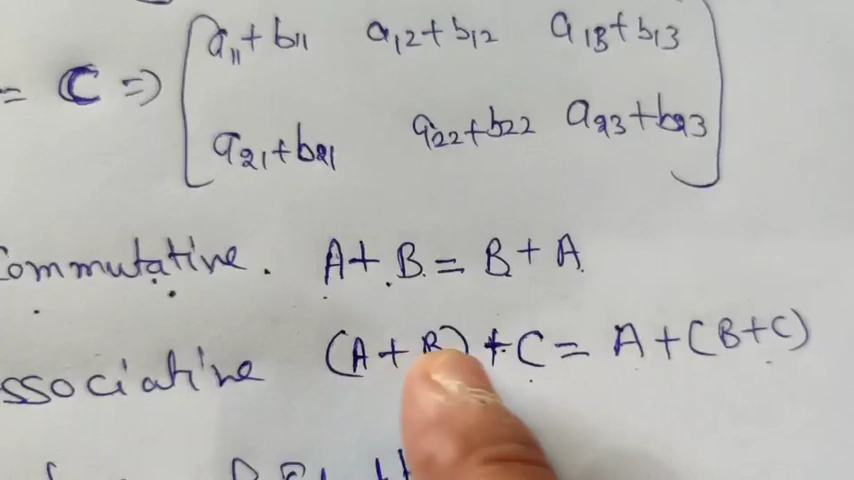 a11+b11 a12+b12 a13+b13
= C =>
a21+b21 a22+b22 a23+b23
Commutative. A+B=B+A
ssociative (A+B)+C=A+(B+C)